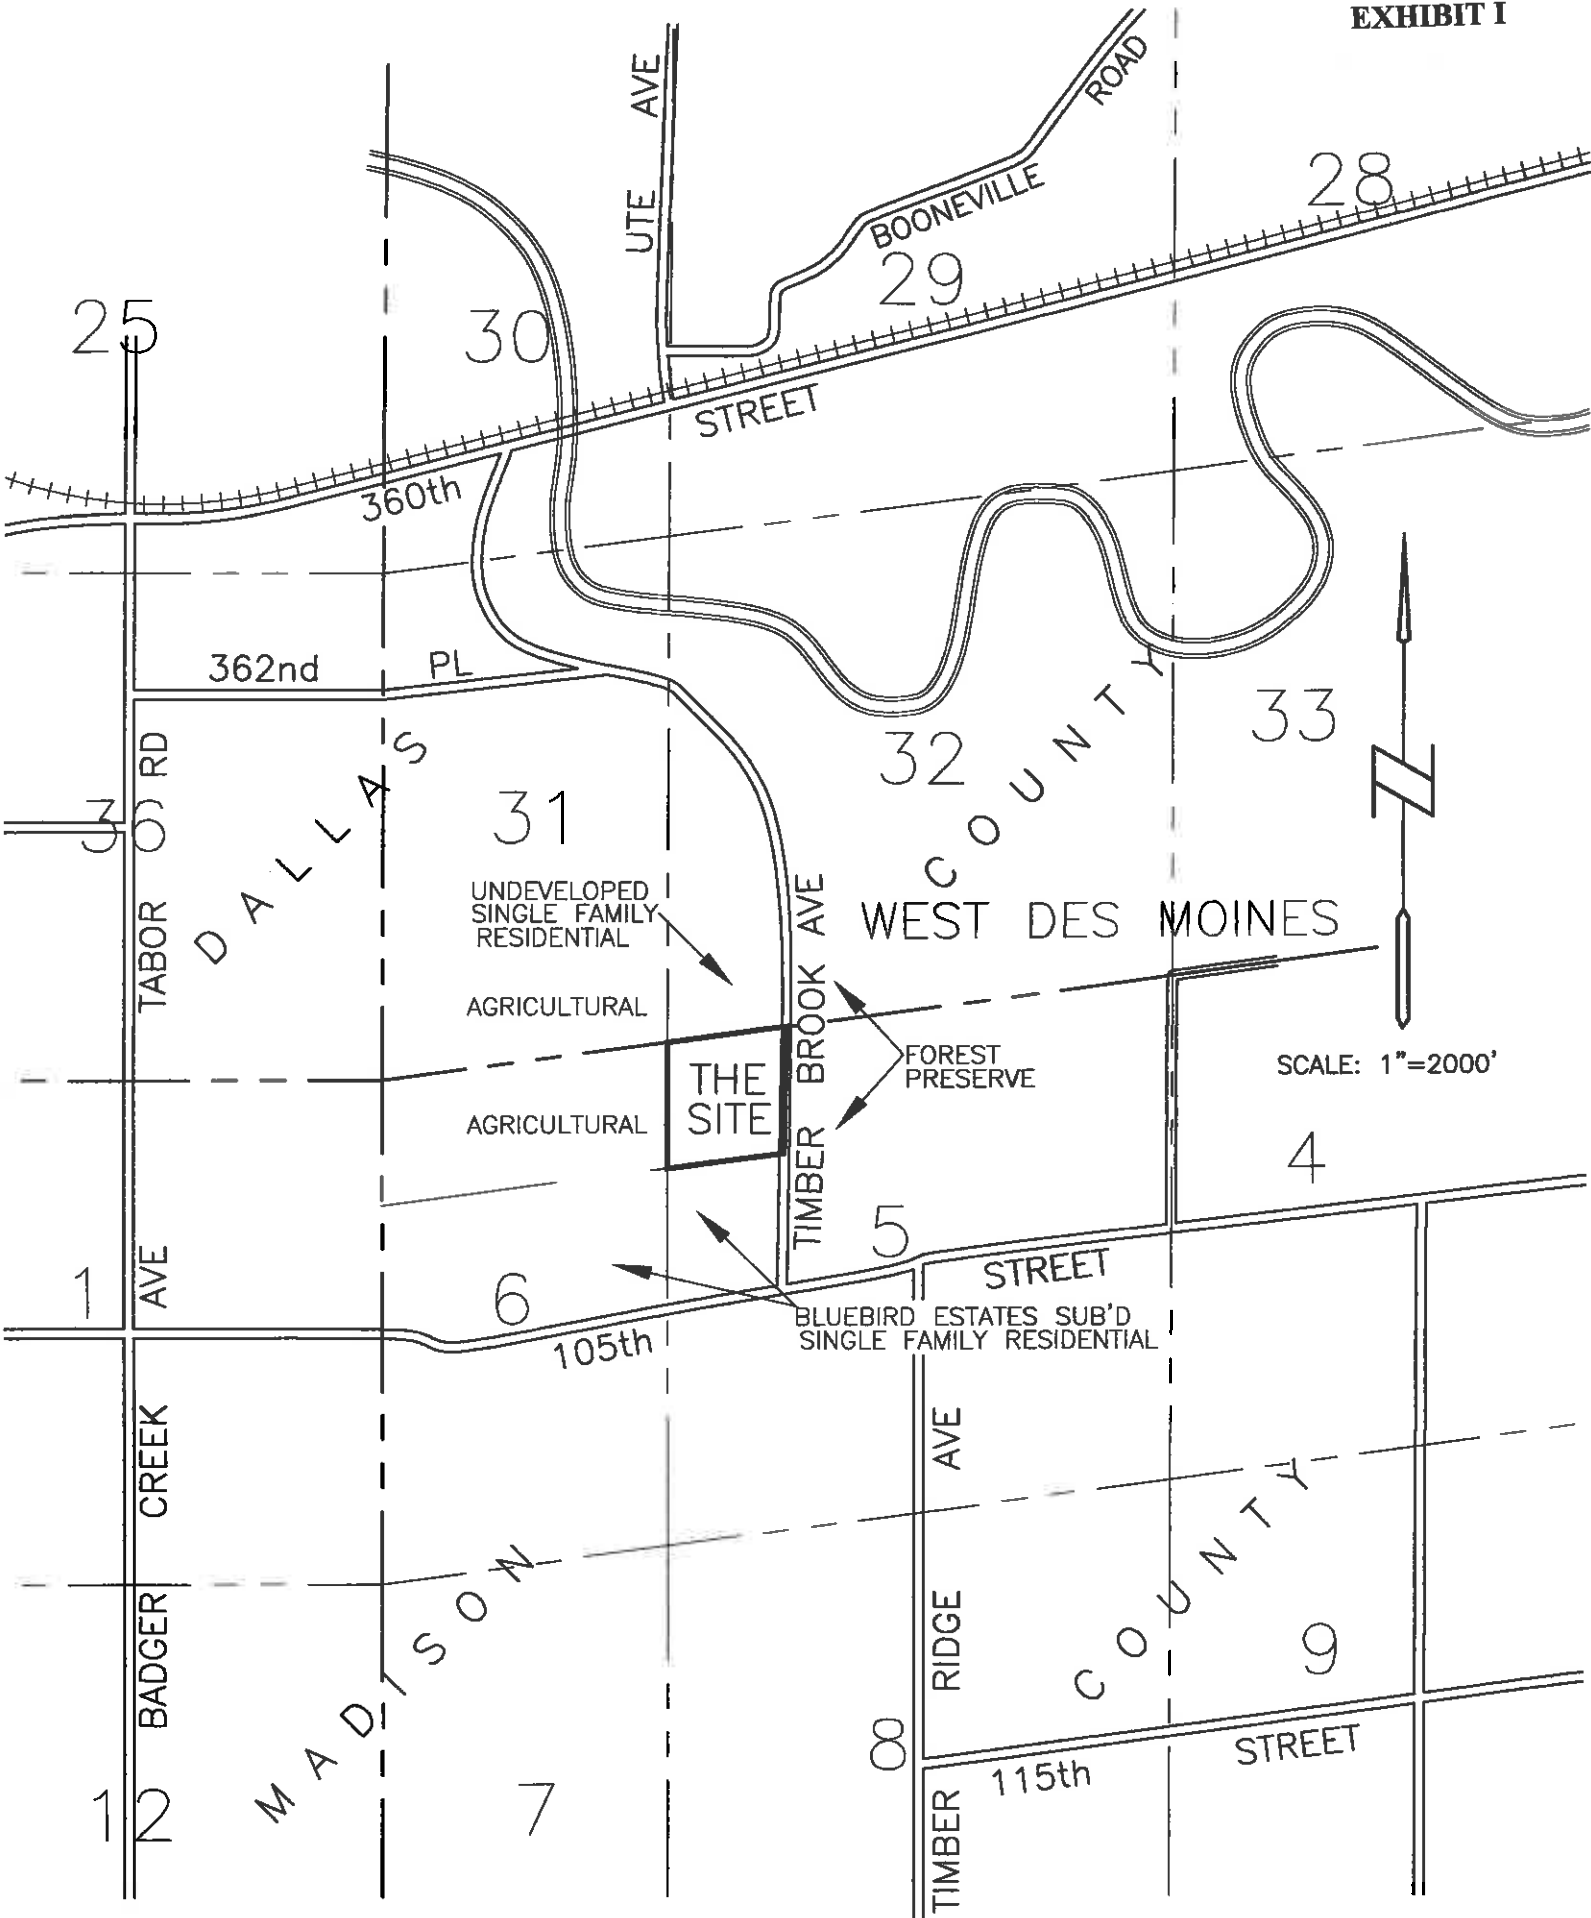 EXHIBIT I
UTE AVE
BOONEVILLE ROAD
28
29
25
30
360th STREET
362nd PL
33
32
TABOR RD
36
31
DALLAS COUNTY
UNDEVELOPED
SINGLE FAMILY
RESIDENTIAL
WEST DES MOINES
AGRICULTURAL
TIMBER BROOK AVE
THE
SITE
FOREST
PRESERVE
SCALE: 1"=2000'
AGRICULTURAL
4
5
1
6
105th STREET
BLUEBIRD ESTATES SUB'D
SINGLE FAMILY RESIDENTIAL
BADGER CREEK AVE
TIMBER RIDGE AVE
MADISON COUNTY
9
8
115th STREET
12
7